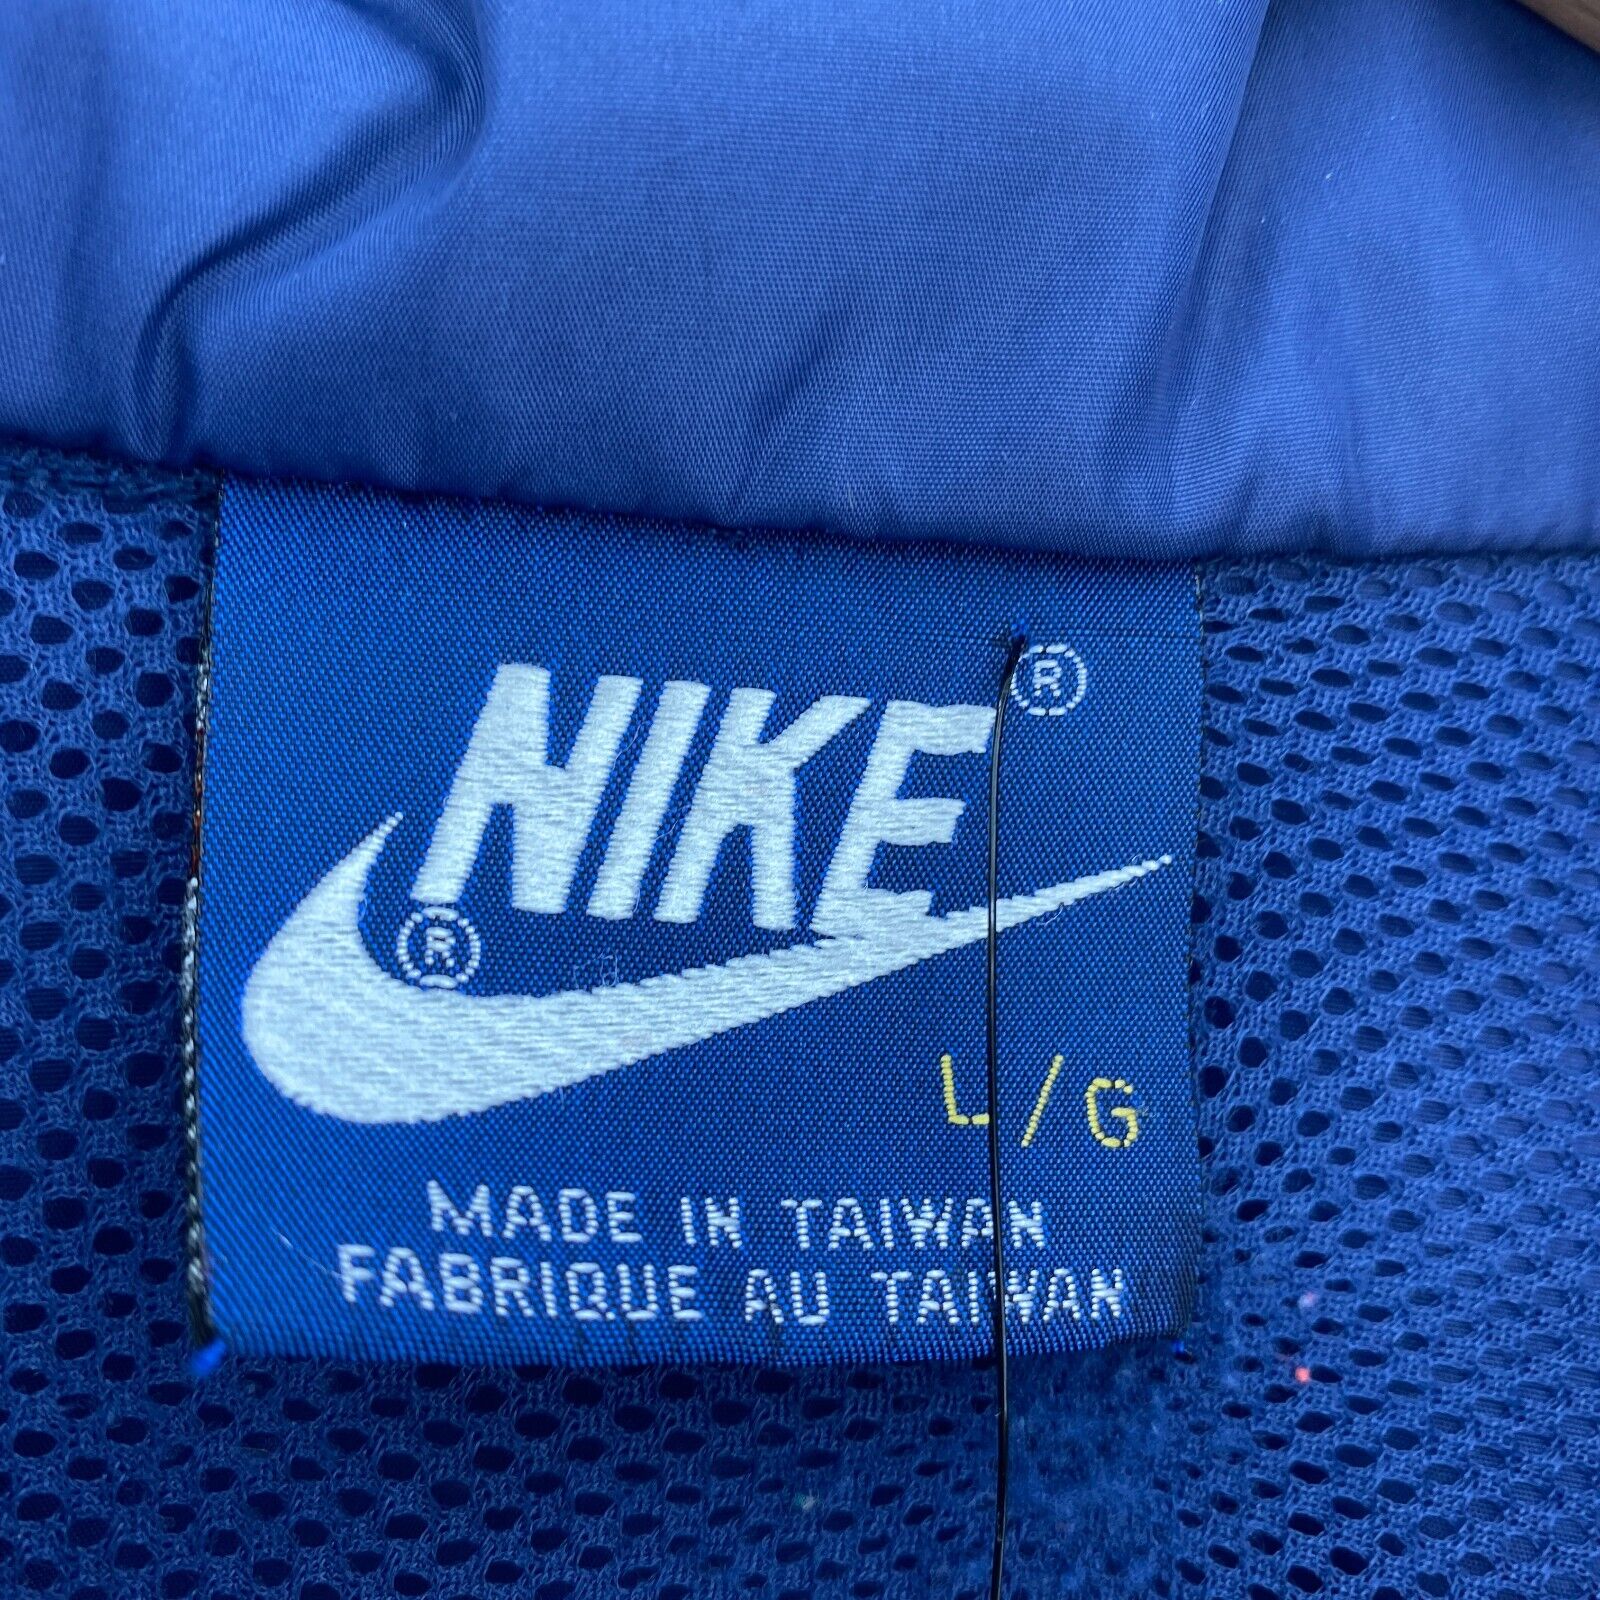 NIKE®
®
L/G
MADE IN TAIWAN
FABRIQUE AU TAIWAN